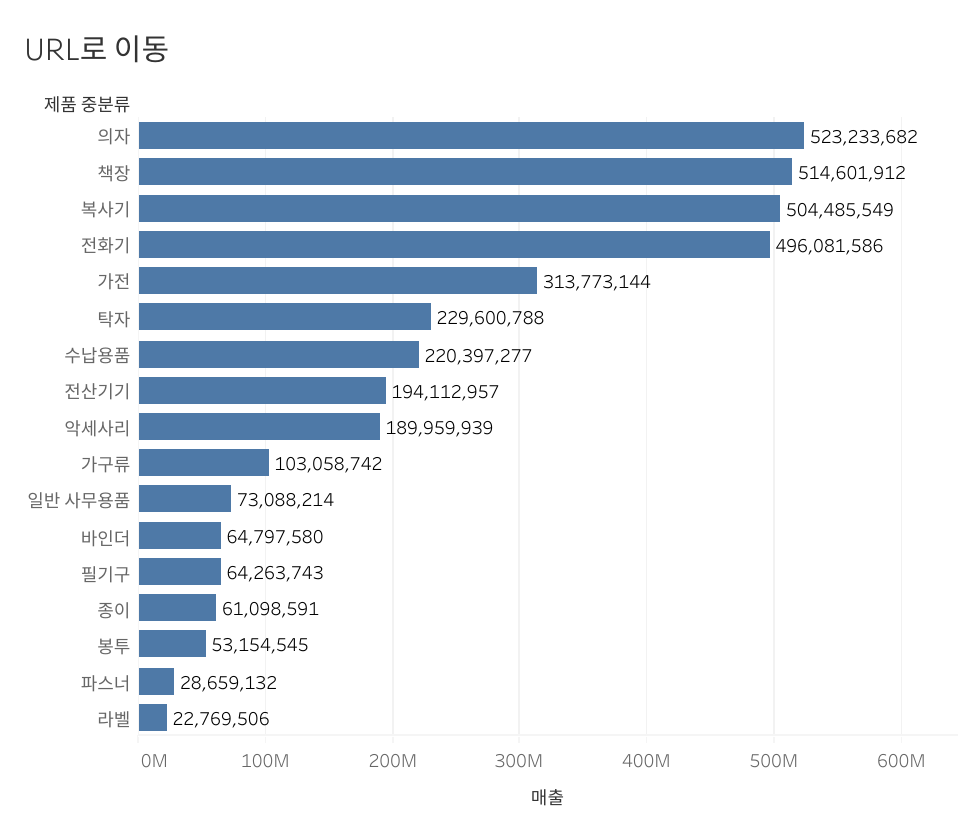 URL로 이동
제품 중분류
의자 523,233,682
책장 514,601,912
복사기 504,485,549
전화기 496,081,586
가전 313,773,144
탁자 229,600,788
수납용품 220,397,277
전산기기 194,112,957
악세사리 189,959,939
가구류 103,058,742
일반 사무용품 73,088,214
바인더 64,797,580
필기구 64,263,743
종이 61,098,591
봉투 53,154,545
파스너 28,659,132
라벨 22,769,506
0M 100M 200M 300M 400M 500M 600M
매출